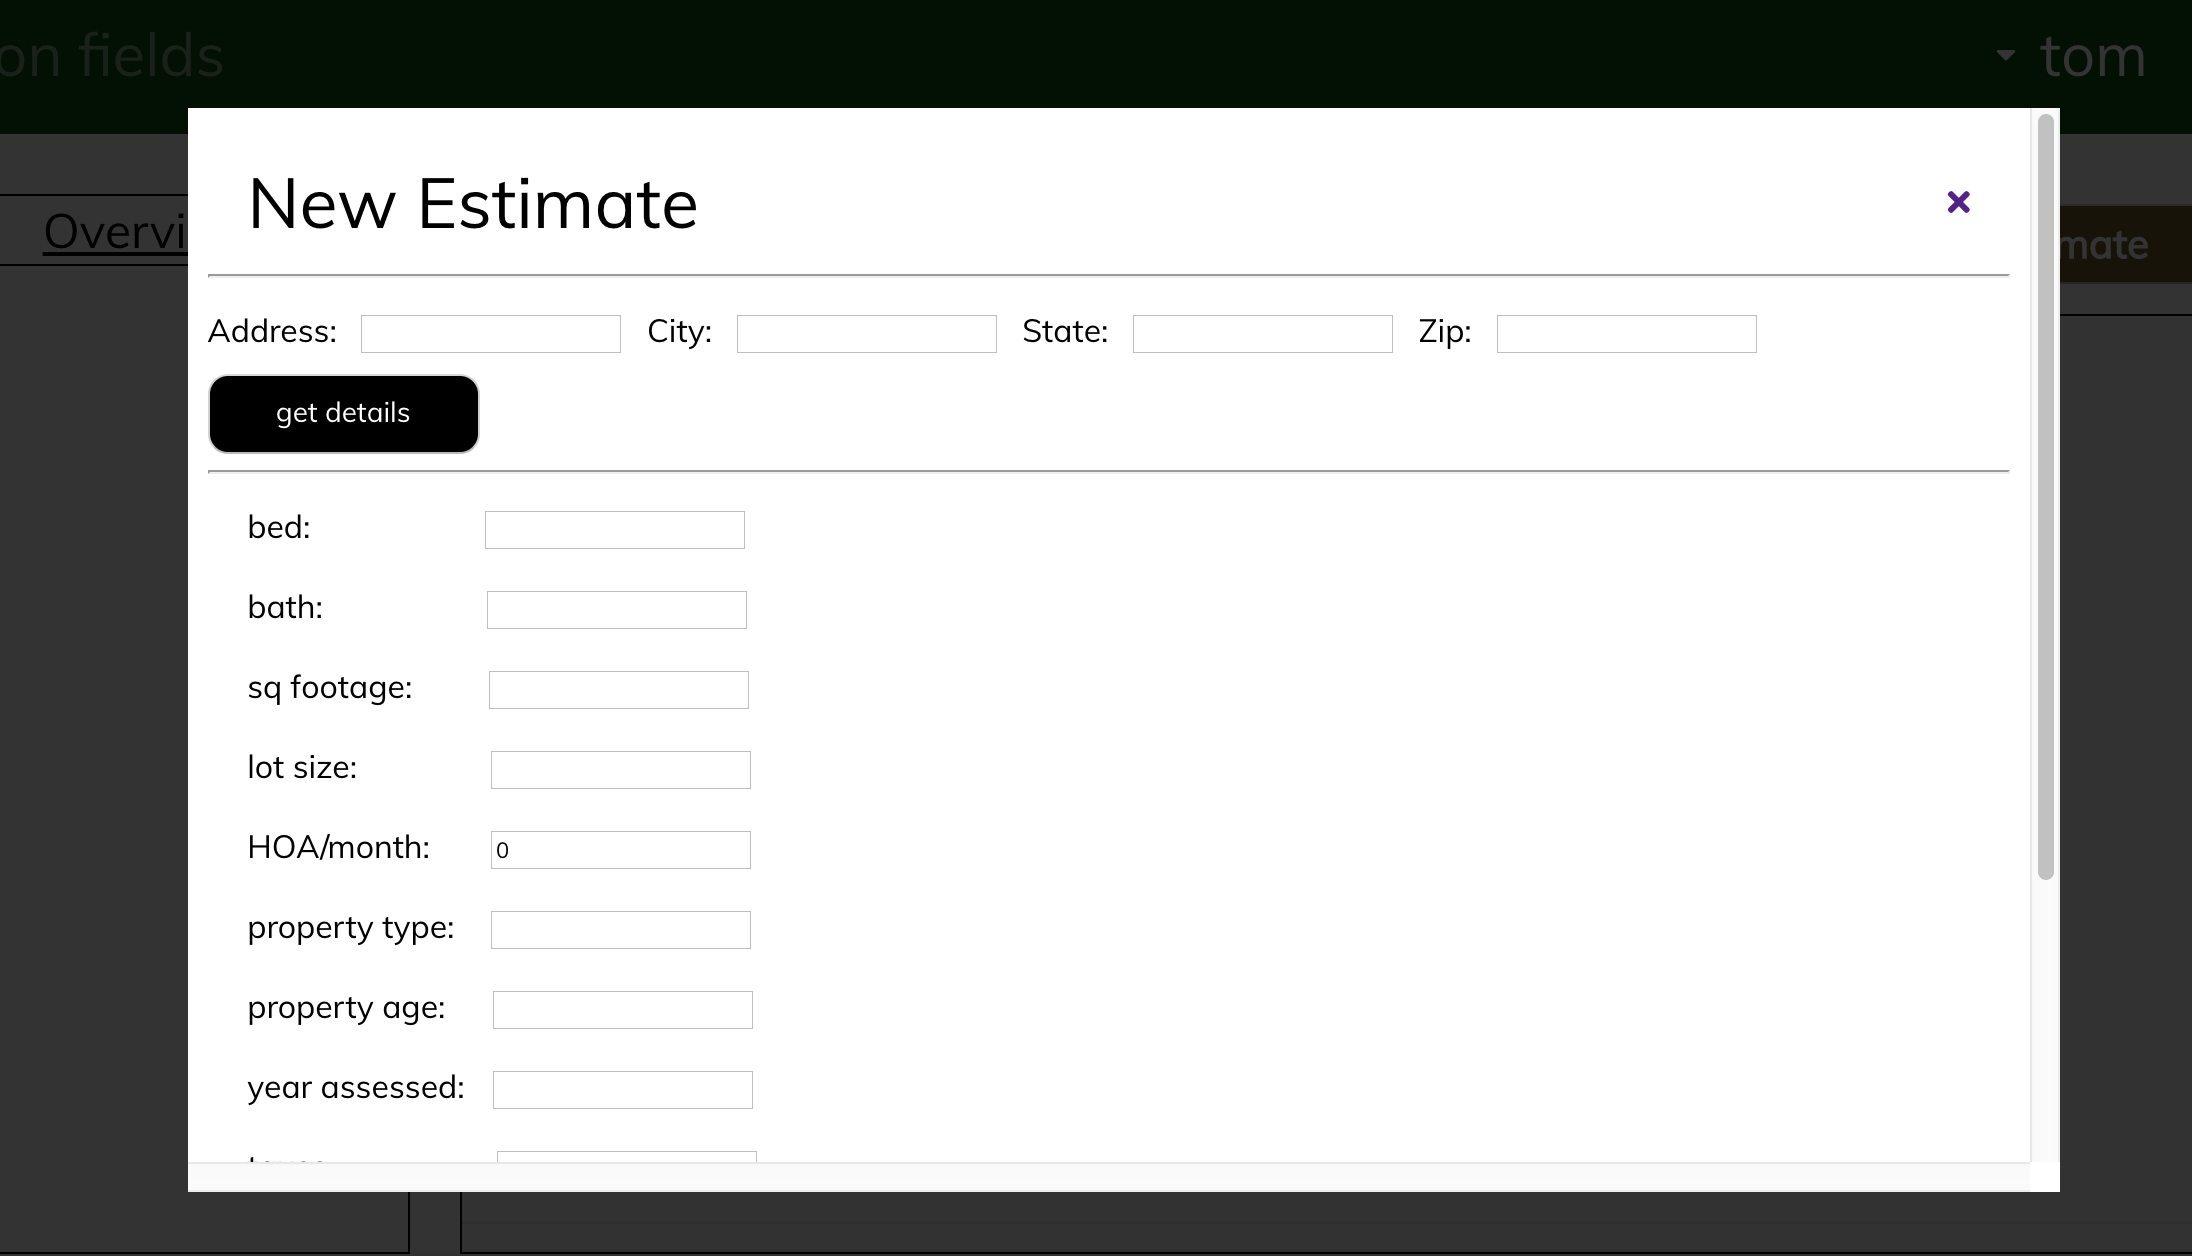 on fields
tom
Overvi
mate
New Estimate
Address: City: State: Zip:
get details
bed:
bath:
sq footage:
lot size:
HOA/month: 0
property type:
property age:
year assessed: